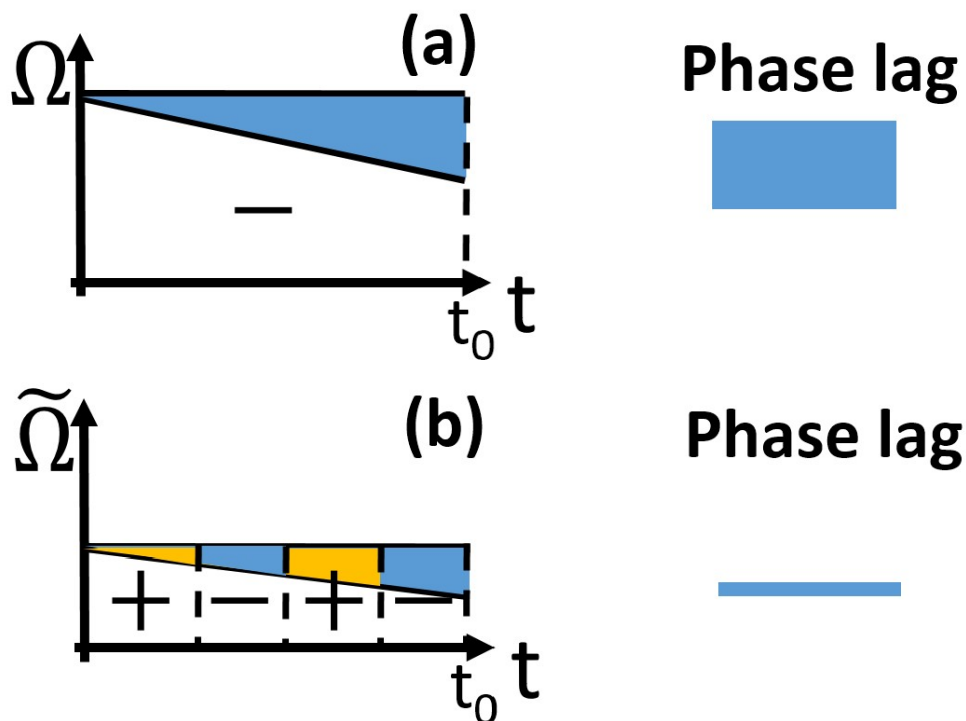 (a)
Ω
Phase lag
−
t₀ t
(b)
Ω̃
Phase lag
+ − + −
t₀ t